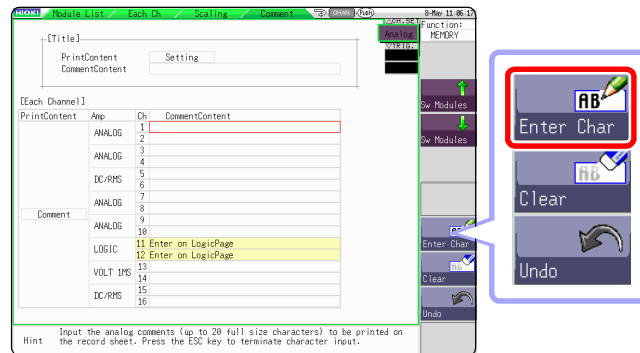 HIOKI Module List Each Ch Scaling Comment CHAN Push 8-May 11:06:17
CH.SET Function:
Analog MEMORY
TRIG.
[Title]
PrintContent Setting
CommentContent
Sw Modules
[Each Channel]
PrintContent Amp Ch CommentContent
ANALOG 1
2
Sw Modules
ANALOG 3
4
DC/RMS 5
6
ANALOG 7
8
Comment
ANALOG 9
10
LOGIC 11 Enter on LogicPage
12 Enter on LogicPage
VOLT 1MS 13
14
DC/RMS 15
16
Enter Char
Clear
Undo
Hint Input the analog comments (up to 20 full size characters) to be printed on
the record sheet. Press the ESC key to terminate character input.
AB
Enter Char
AB
Clear
Undo